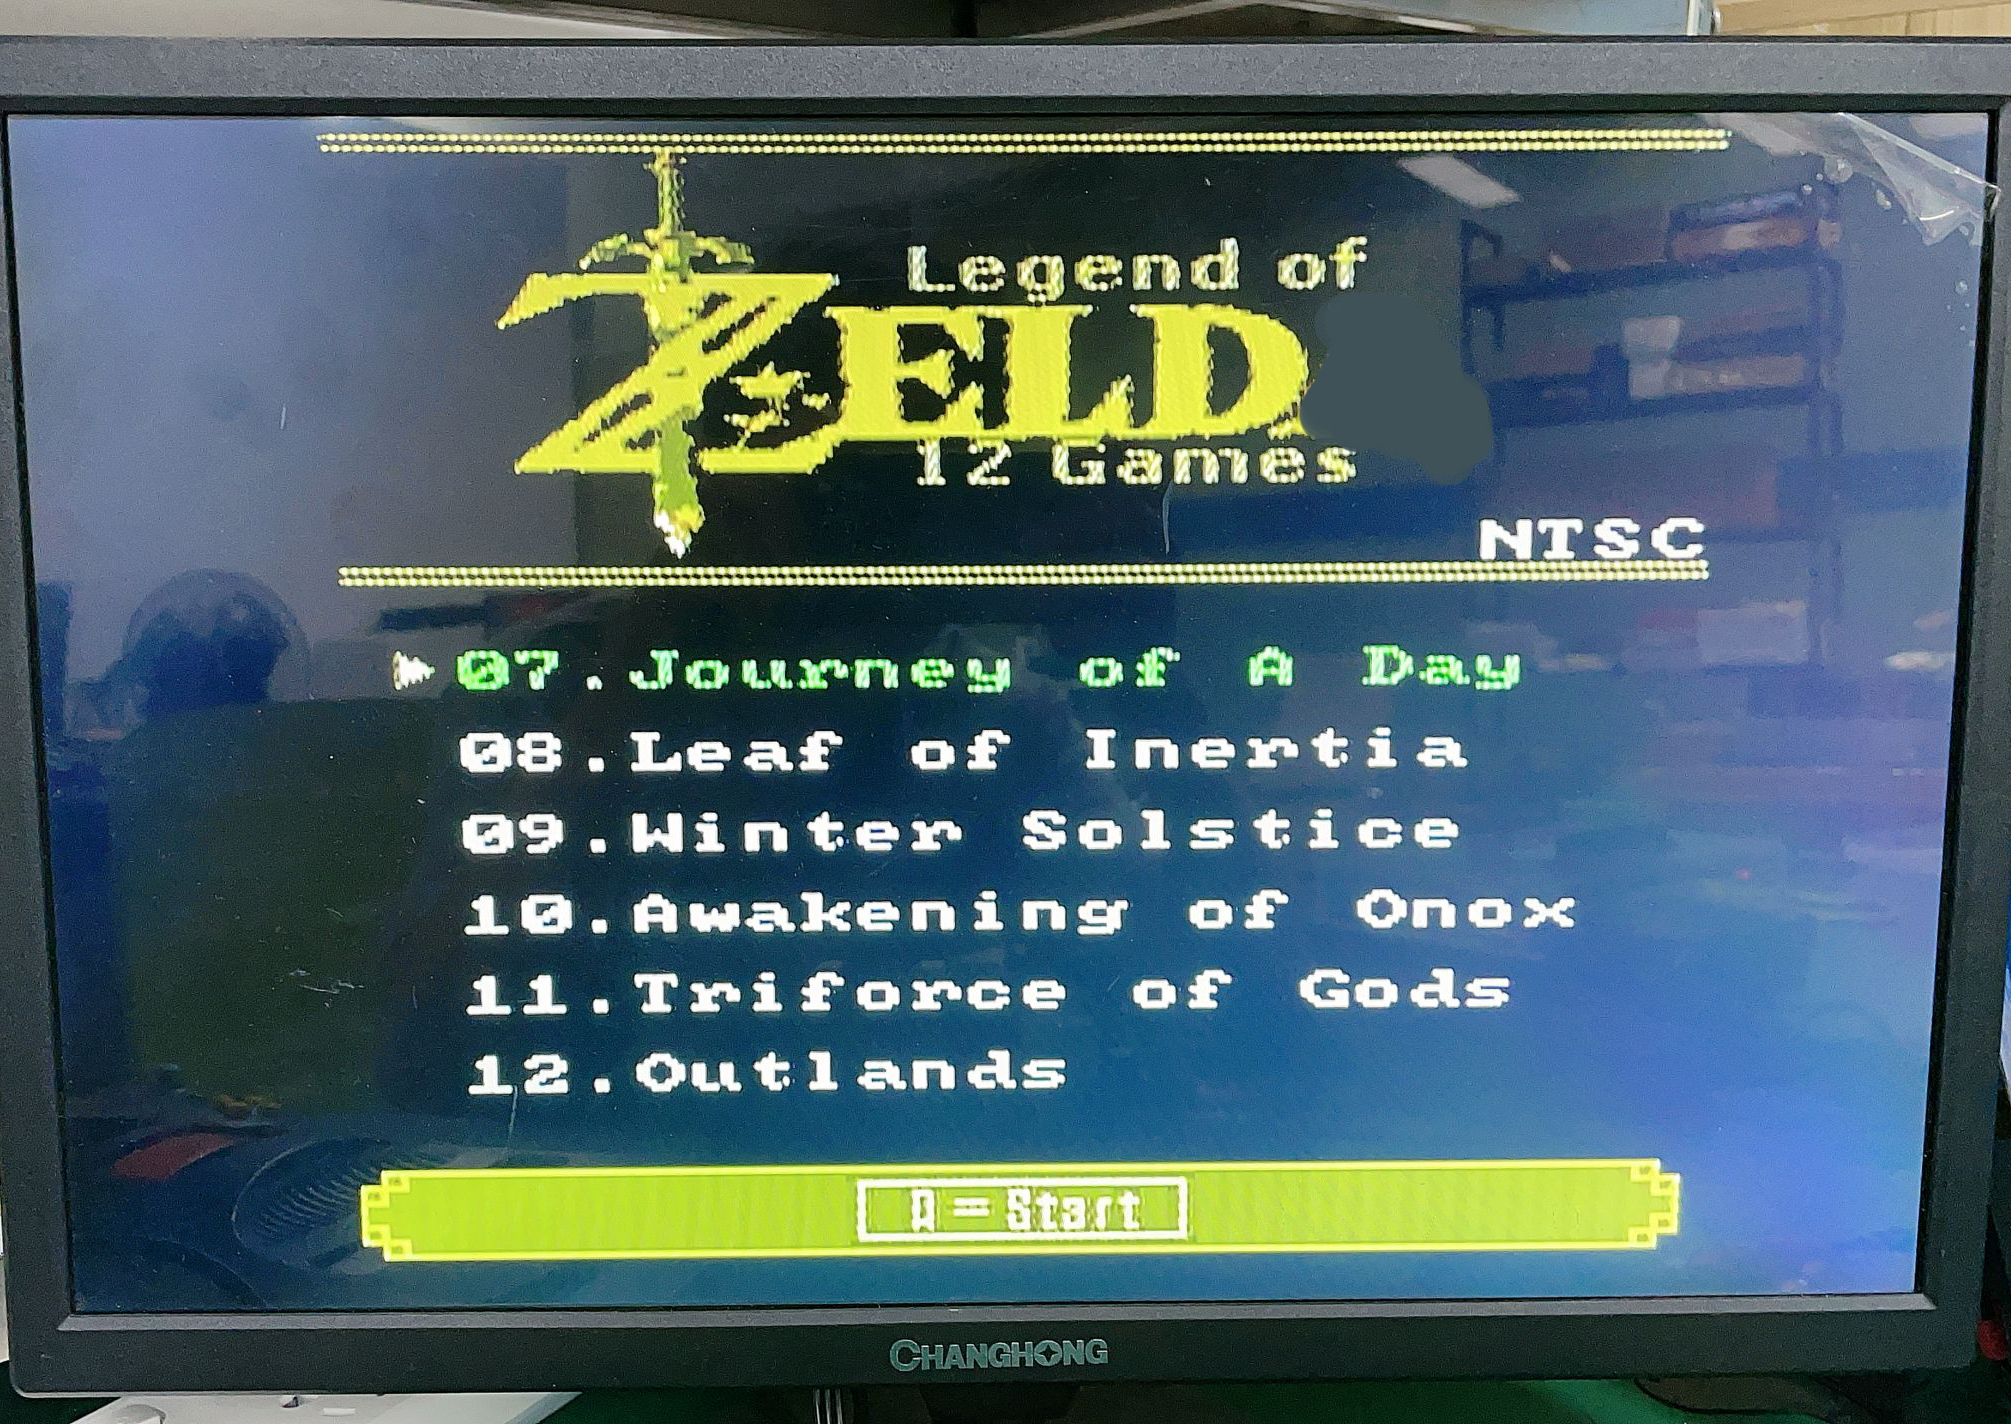 Legend of
ZELD
12 Games
NTSC
07.Journey of A Day
08.Leaf of Inertia
09.Winter Solstice
10.Awakening of Onox
11.Triforce of Gods
12.Outlands
A=Start
CHANGHONG